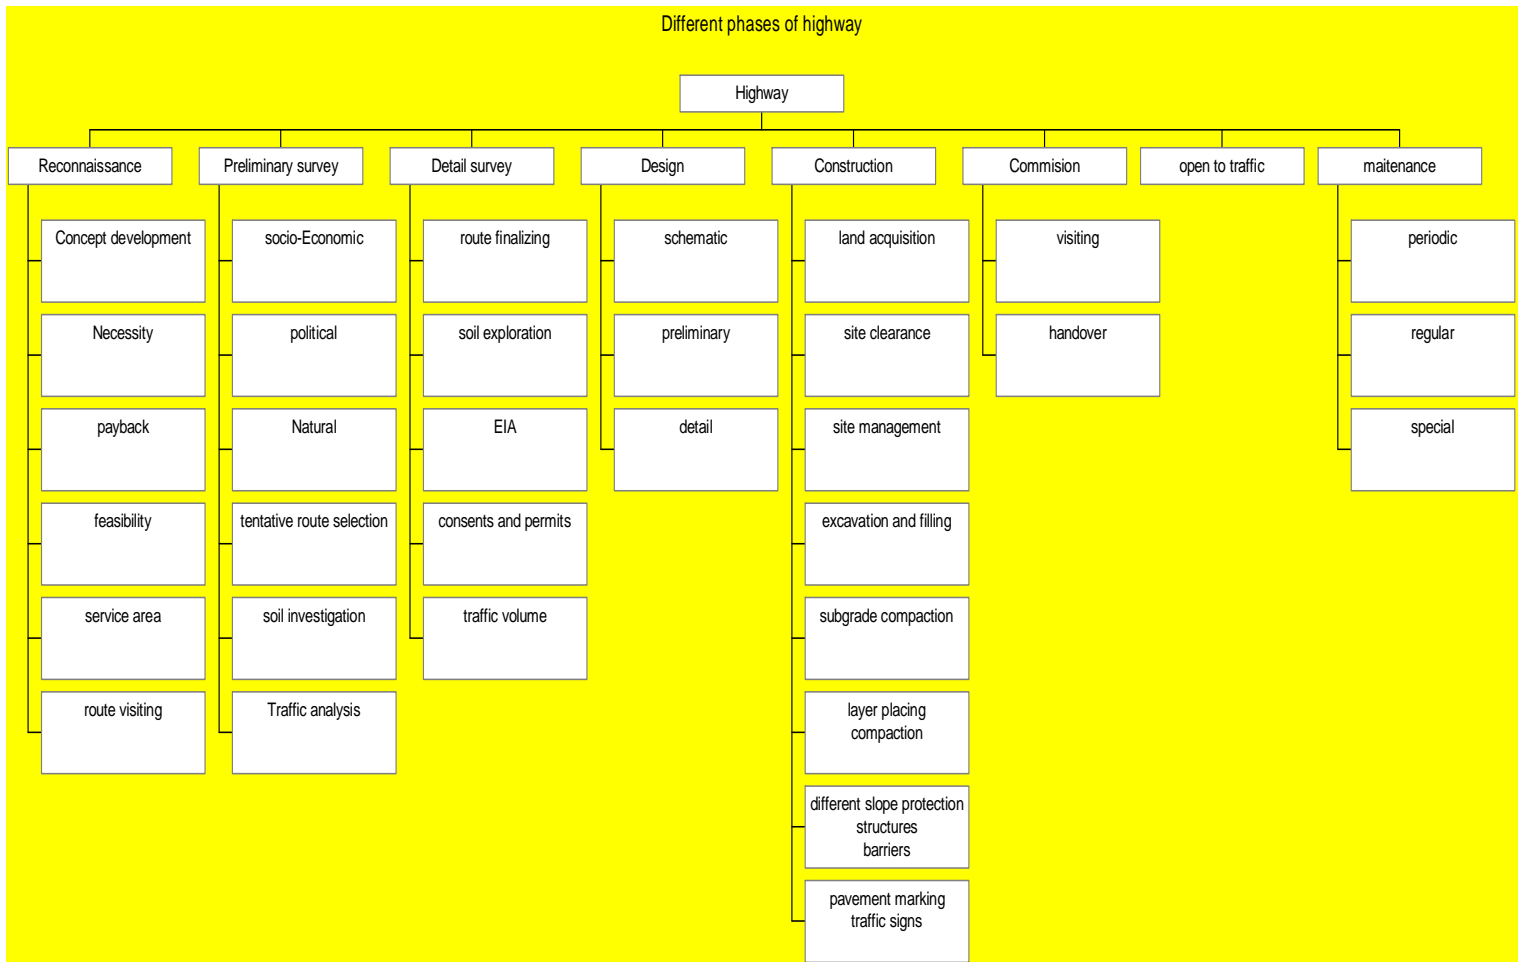 Different phases of highway
Highway
Reconnaissance
Preliminary survey
Detail survey
Design
Construction
Commision
open to traffic
maitenance
Concept development
Necessity
payback
feasibility
service area
route visiting
socio-Economic
political
Natural
tentative route selection
soil investigation
Traffic analysis
route finalizing
soil exploration
EIA
consents and permits
traffic volume
schematic
preliminary
detail
land acquisition
site clearance
site management
excavation and filling
subgrade compaction
layer placing
compaction
different slope protection
structures
barriers
pavement marking
traffic signs
visiting
handover
periodic
regular
special